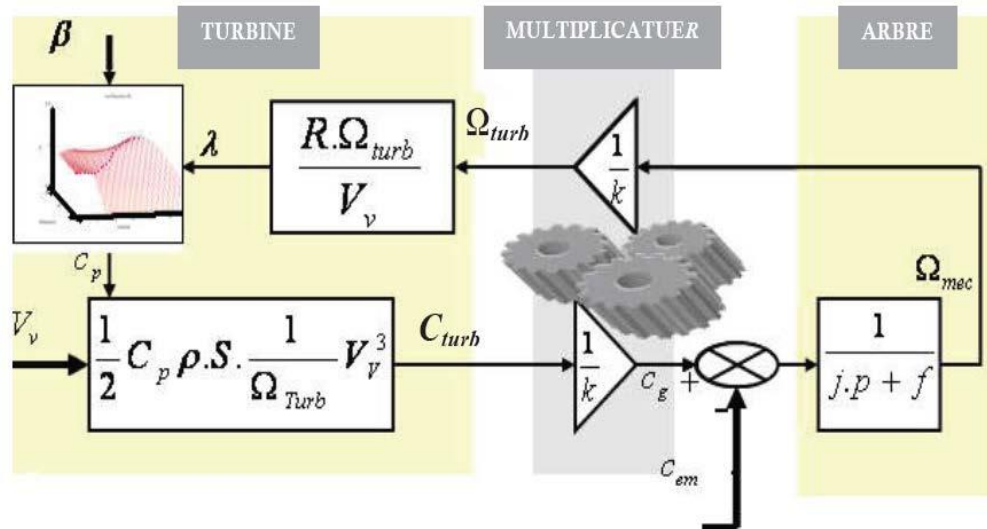 TURBINE
MULTIPLICATUER
ARBRE
β
λ
R.Ω_turb / V_v
Ω_turb
1/k
Ω_mec
C_p
V_v
1/2 C_p ρ.S. 1/Ω_Turb V_v^3
C_turb
1/k
C_g
+
-
1 / j.p + f
C_em